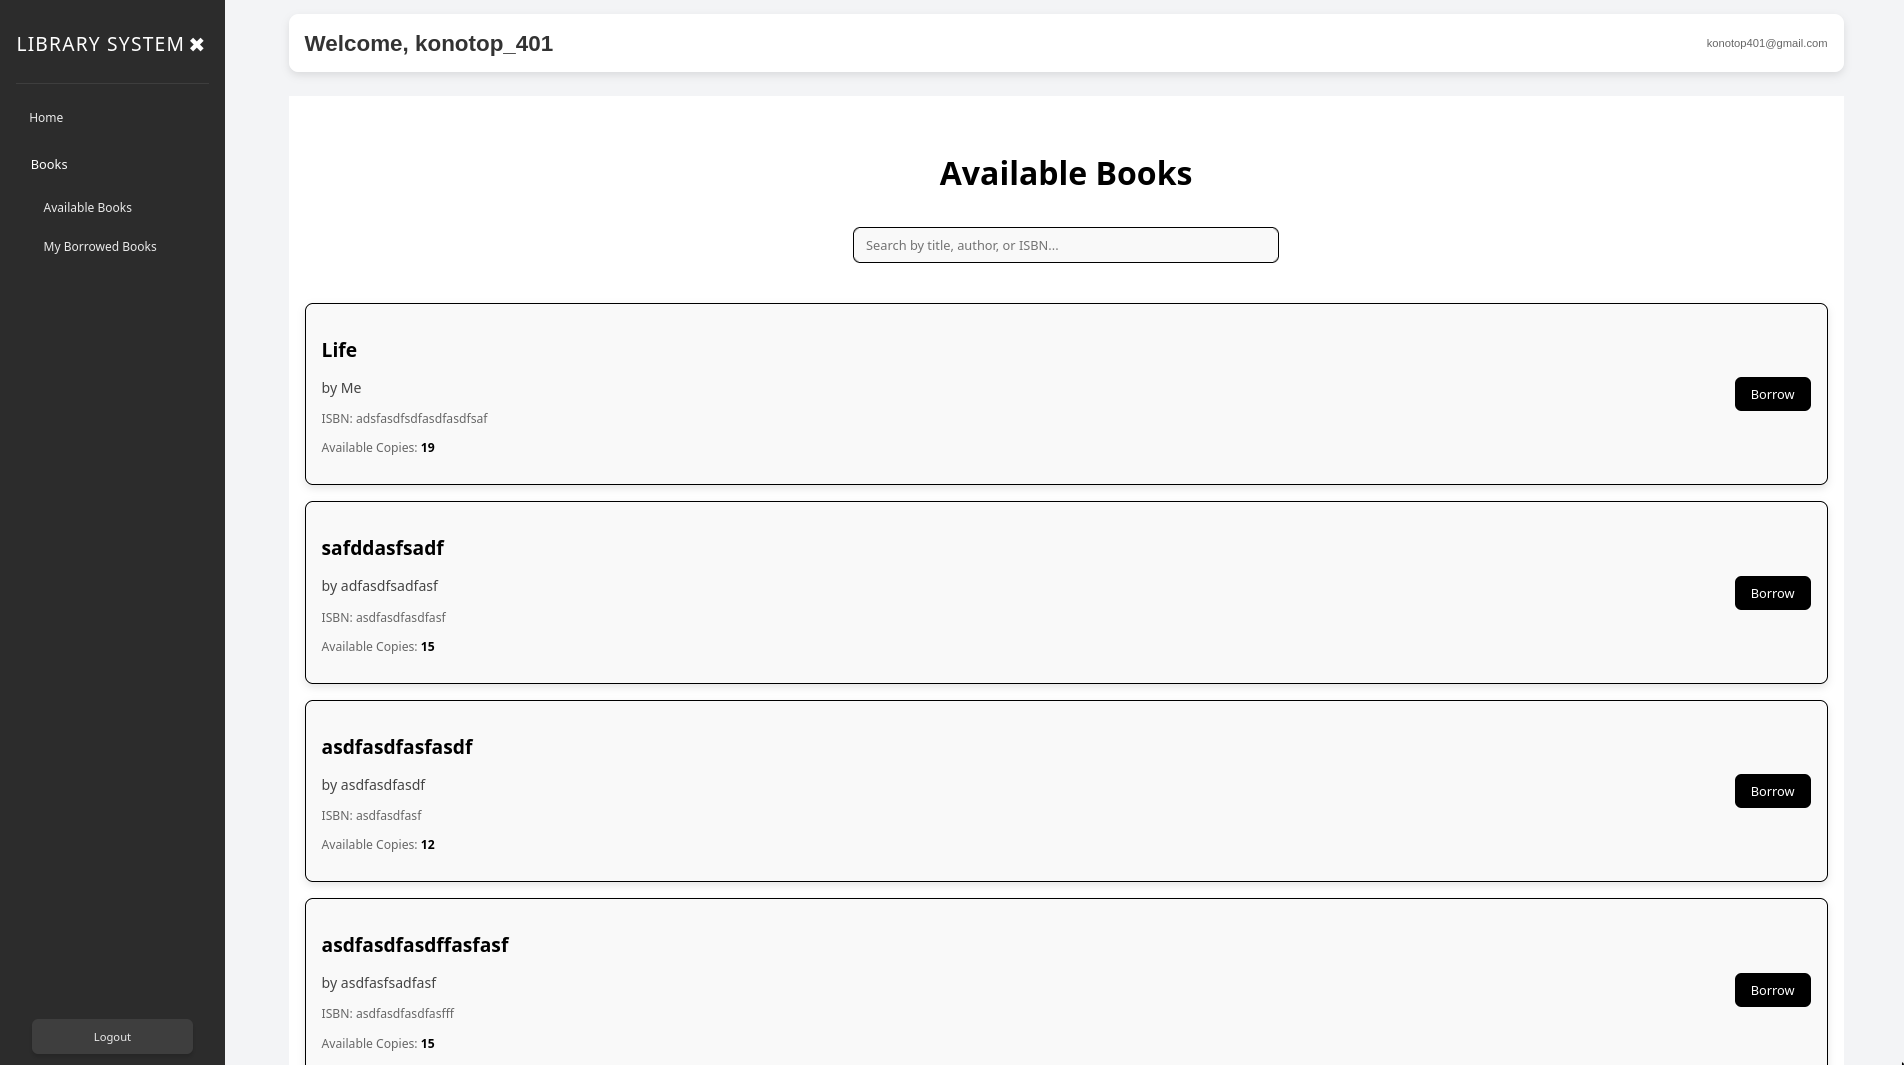 LIBRARY SYSTEM ✖
Home
Books
Available Books
My Borrowed Books
Logout
Welcome, konotop_401
konotop401@gmail.com
Available Books
Search by title, author, or ISBN...
Life
by Me
ISBN: adsfasdfsdfasdfasdfsaf
Available Copies: 19
Borrow
safddasfsadf
by adfasdfsadfasf
ISBN: asdfasdfasdfasf
Available Copies: 15
Borrow
asdfasdfasfasdf
by asdfasdfasdf
ISBN: asdfasdfasf
Available Copies: 12
Borrow
asdfasdfasdffasfasf
by asdfasfsadfasf
ISBN: asdfasdfasdfasfff
Available Copies: 15
Borrow